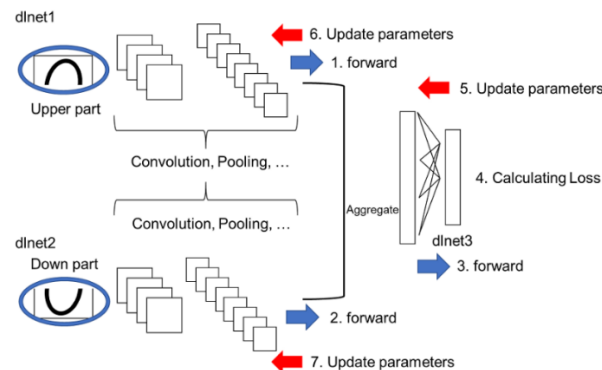 dlnet1
6. Update parameters
1. forward
Upper part
5. Update parameters
Convolution, Pooling, …
4. Calculating Loss
Aggregate
Convolution, Pooling, …
dlnet2
dlnet3
Down part
3. forward
2. forward
7. Update parameters